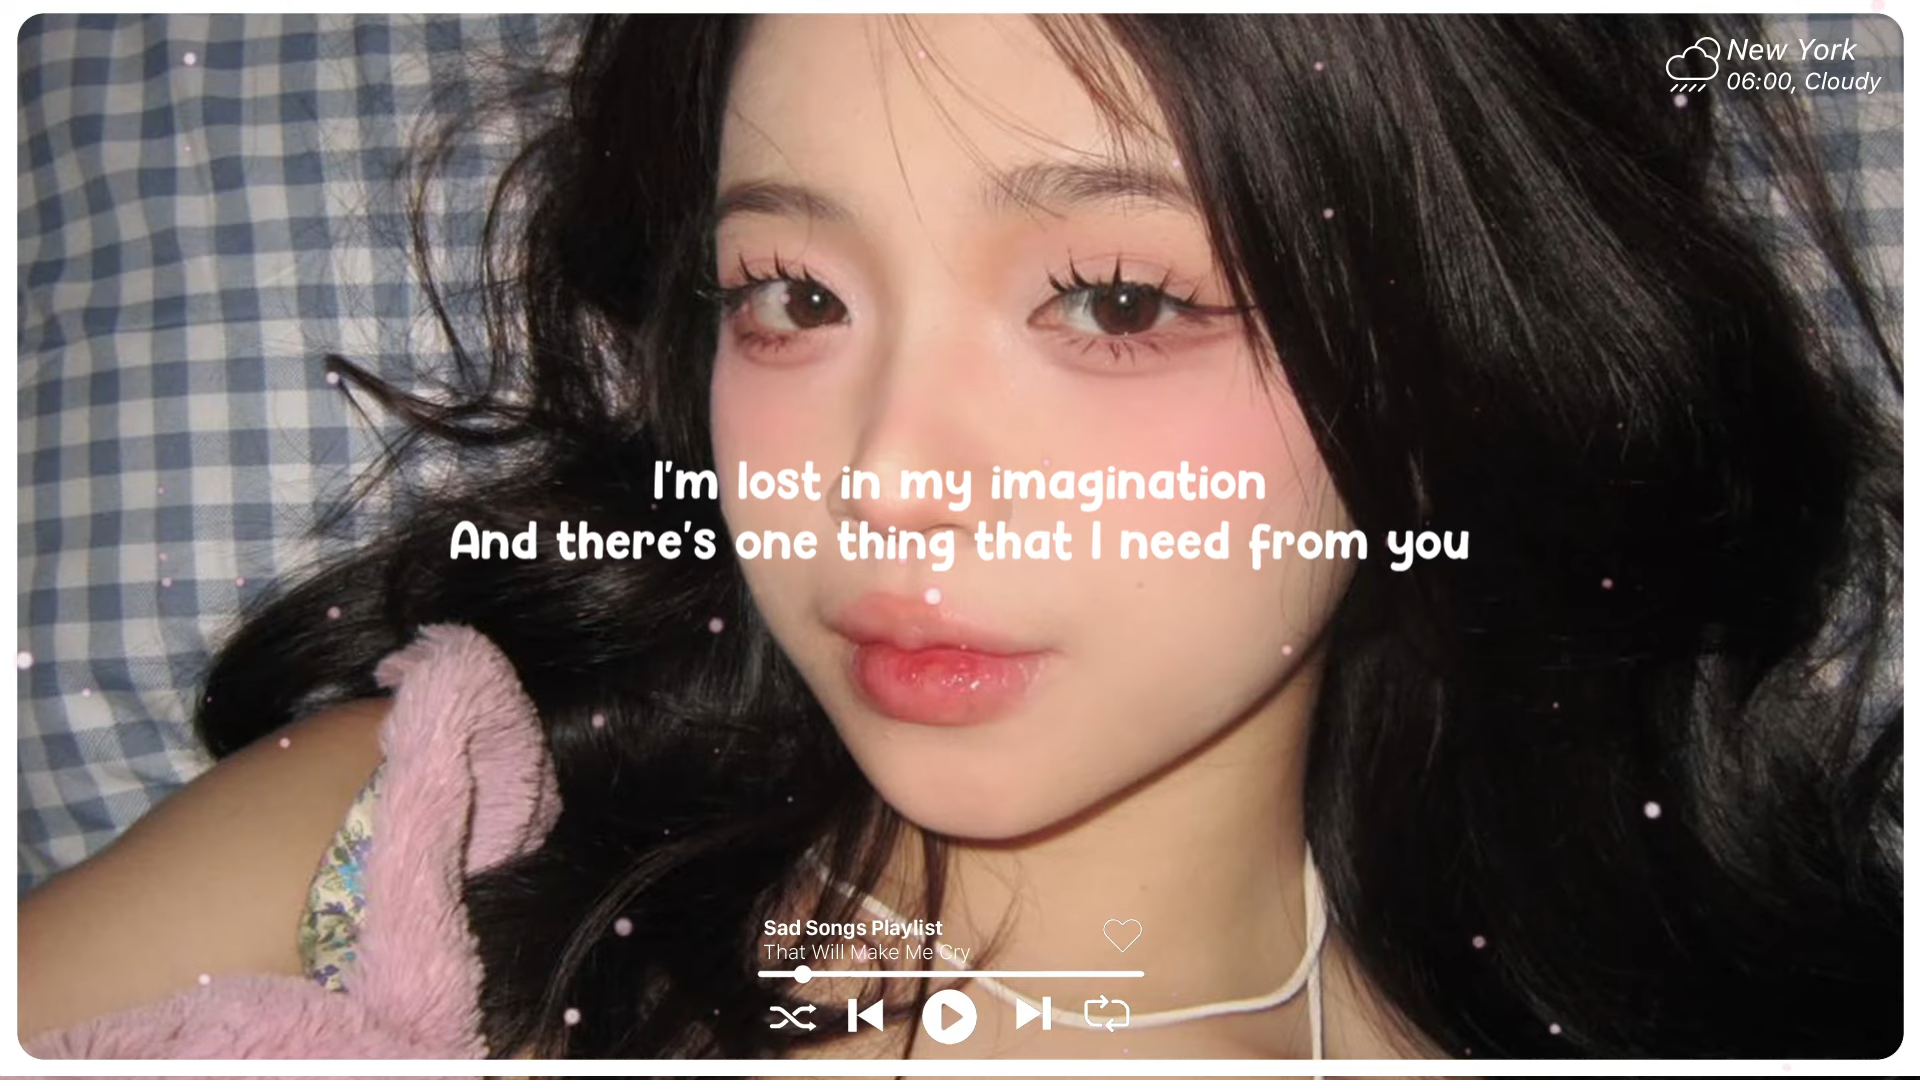 New York
06:00, Cloudy
I'm lost in my imagination
And there's one thing that I need from you
Sad Songs Playlist
That Will Make Me Cry